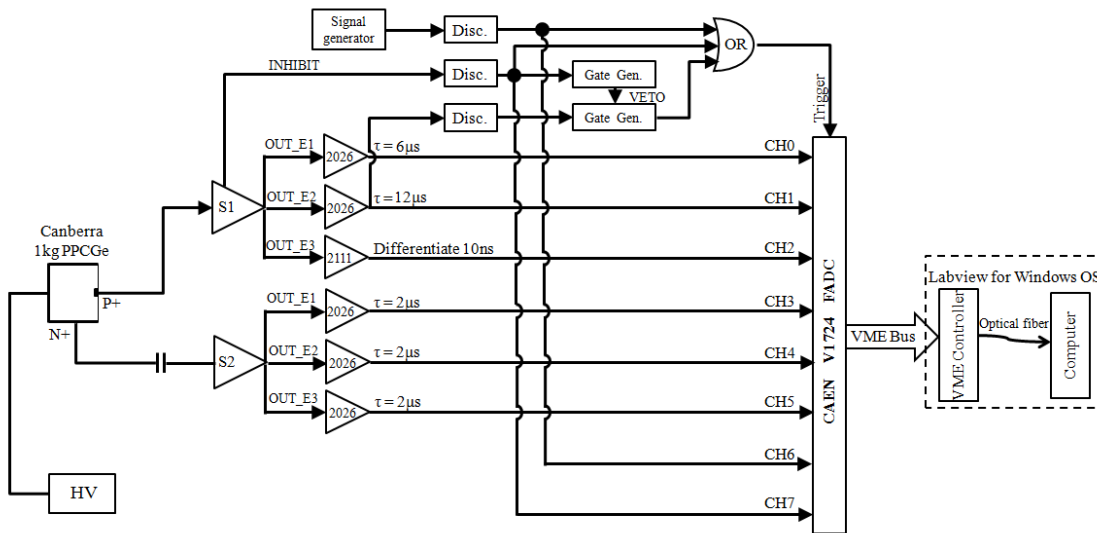 Signal
generator
Disc.
OR
INHIBIT
Disc.
Gate Gen.
VETO
Disc.
Gate Gen.
Trigger
OUT_E1
2026
τ = 6μs
CH0
S1
OUT_E2
2026
τ = 12μs
CH1
OUT_E3
2111
Differentiate 10ns
CH2
Canberra
1kg PPCGe
P+
N+
OUT_E1
2026
τ = 2μs
CH3
S2
OUT_E2
2026
τ = 2μs
CH4
OUT_E3
2026
τ = 2μs
CH5
CH6
CH7
HV
CAEN V1724 FADC
VME Bus
Labview for Windows OS
VME Controller
Optical fiber
Computer